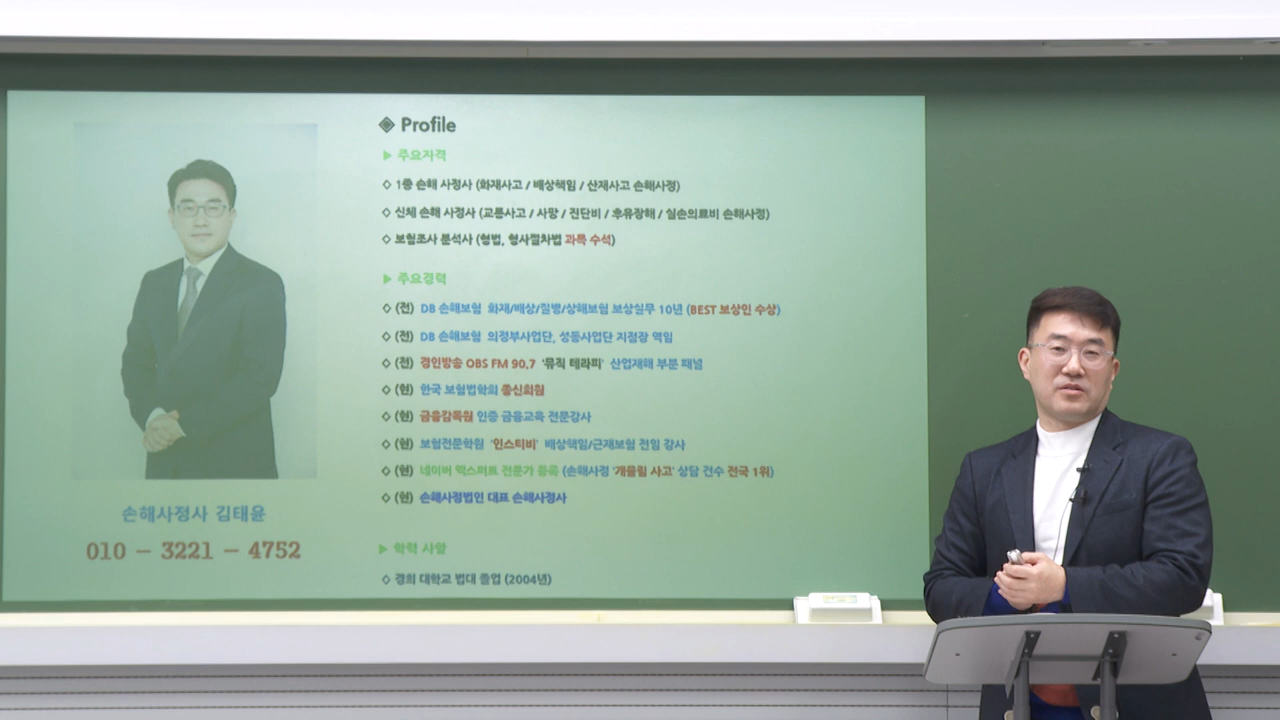 ◈ Profile
▶ 주요자격
◇ 1종 손해 사정사 (화재사고 / 배상책임 / 산재사고 손해사정)
◇ 신체 손해 사정사 (교통사고 / 사망 / 진단비 / 후유장해 / 실손의료비 손해사정)
◇ 보험조사 분석사 (형법, 형사절차법 과목 수석)
▶ 주요경력
◇ (전) DB 손해보험 화재/배상/질병/상해보험 보상실무 10년 (BEST 보상인 수상)
◇ (전) DB 손해보험 의정부사업단, 성동사업단 지점장 역임
◇ (전) 경인방송 OBS FM 90.7 '뮤직 테라피' 산업재해 부분 패널
◇ (현) 한국 보험법학회 종신회원
◇ (현) 금융감독원 인증 금융교육 전문강사
◇ (현) 보험전문학원 '인스티비' 배상책임/근재보험 전임 강사
◇ (현) 네이버 엑스퍼트 전문가 등록 (손해사정 '개물림 사고' 상담 건수 전국 1위)
◇ (현) 손해사정법인 대표 손해사정사
▶ 학력 사항
◇ 경희 대학교 법대 졸업 (2004년)
손해사정사 김태윤
010 - 3221 - 4752